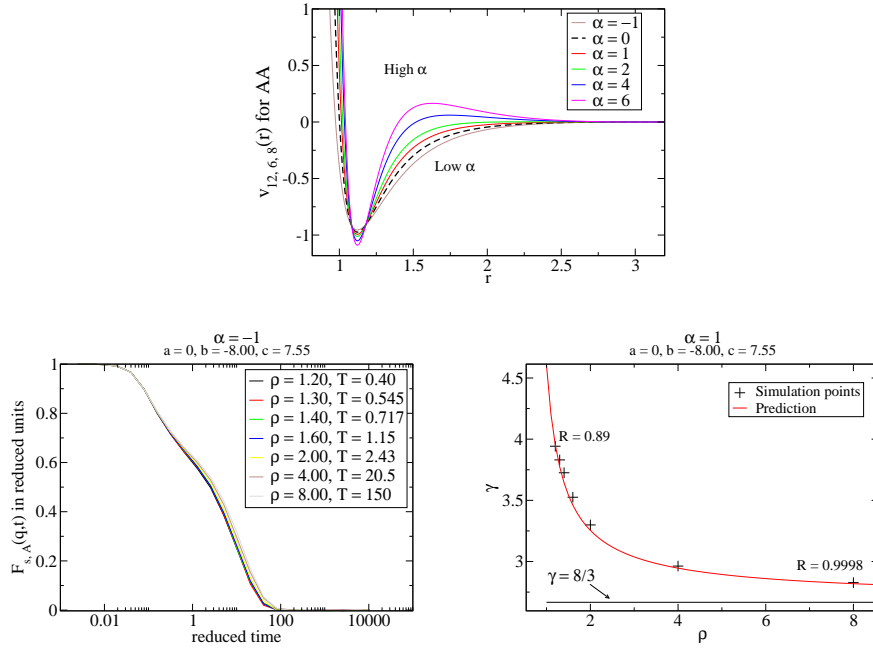 1
0.5
0
-0.5
-1
v12, 6, 8(r) for AA
High α
Low α
α = −1
α = 0
α = 1
α = 2
α = 4
α = 6
1
1.5
2
2.5
3
r
α = −1
a = 0, b = -8.00, c = 7.55
1
0.8
0.6
0.4
0.2
0
Fs, A(q,t) in reduced units
ρ = 1.20, T = 0.40
ρ = 1.30, T = 0.545
ρ = 1.40, T = 0.717
ρ = 1.60, T = 1.15
ρ = 2.00, T = 2.43
ρ = 4.00, T = 20.5
ρ = 8.00, T = 150
0.01
1
100
10000
reduced time
α = 1
a = 0, b = -8.00, c = 7.55
4.5
4
3.5
3
γ
Simulation points
Prediction
R = 0.89
R = 0.9998
γ = 8/3
2
4
6
8
ρ